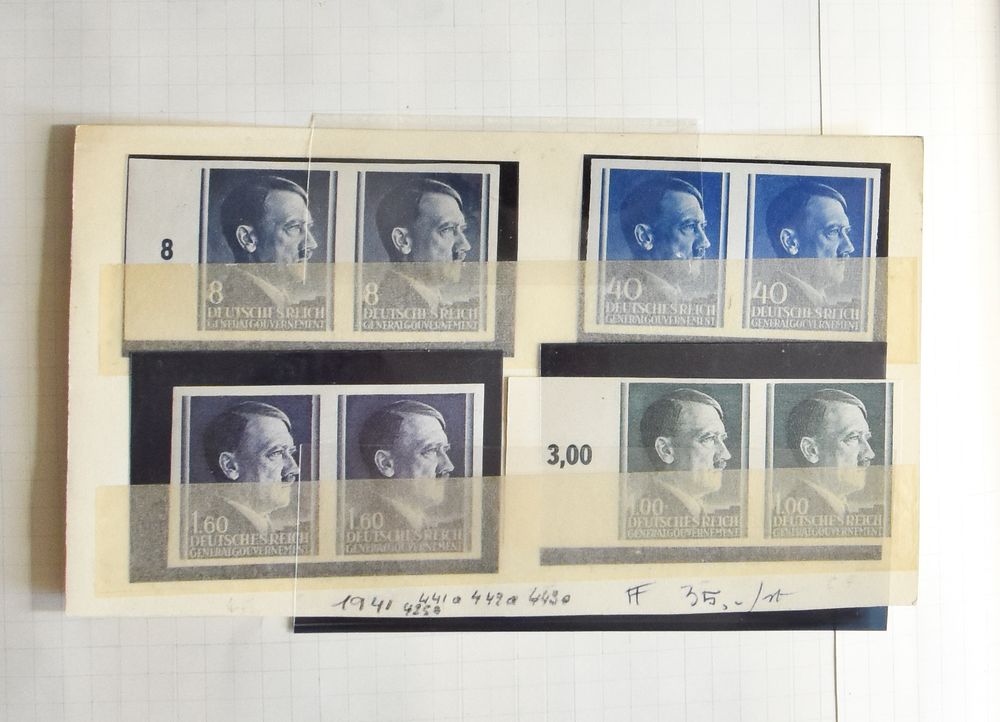 8
8
DEUTSCHES REICH
GENERALGOUVERNEMENT
8
DEUTSCHES REICH
GENERALGOUVERNEMENT
40
DEUTSCHES REICH
GENERALGOUVERNEMENT
40
DEUTSCHES REICH
GENERALGOUVERNEMENT
1.60
DEUTSCHES REICH
GENERALGOUVERNEMENT
1.60
DEUTSCHES REICH
GENERALGOUVERNEMENT
3,00
1.00
DEUTSCHES REICH
GENERALGOUVERNEMENT
1.00
DEUTSCHES REICH
GENERALGOUVERNEMENT
1941 441a 442a 443a 35,-/st